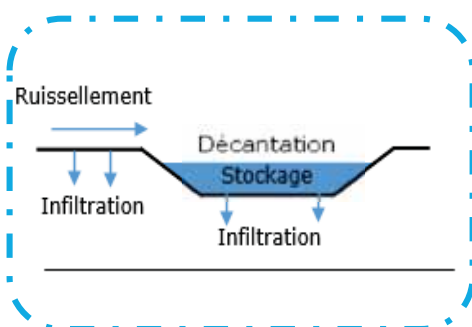 Ruissellement
Décantation
Stockage
Infiltration
Infiltration